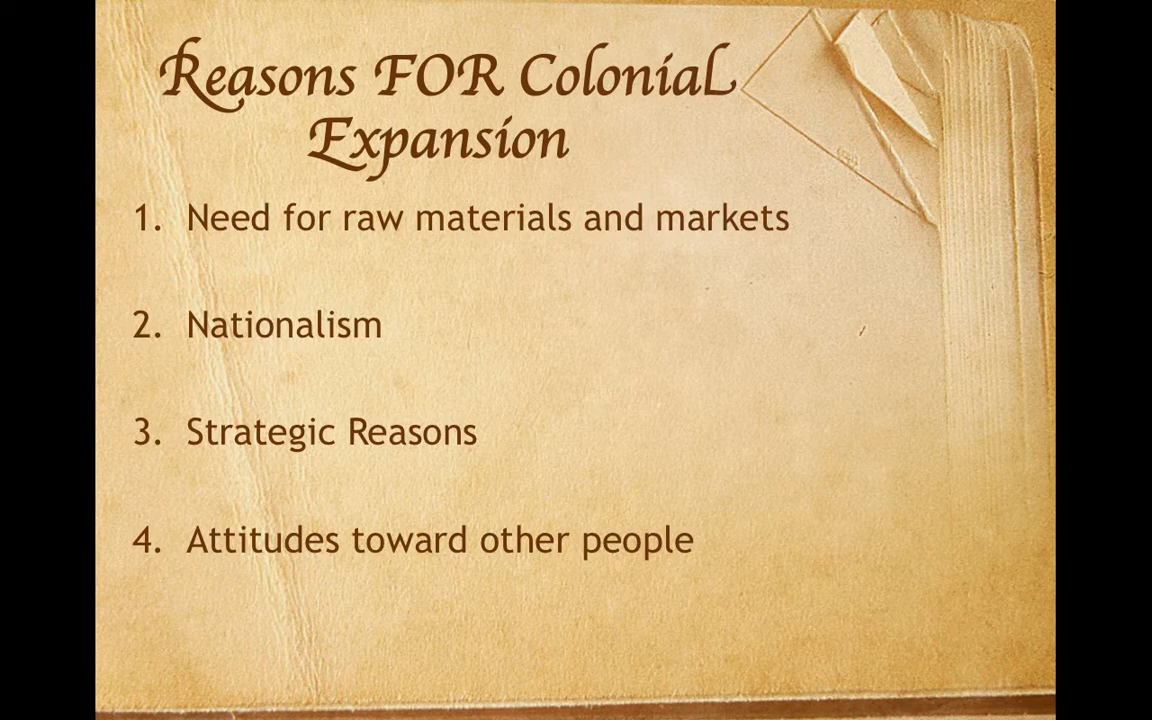 Reasons FOR ColoniaL
Expansion
1. Need for raw materials and markets
2. Nationalism
3. Strategic Reasons
4. Attitudes toward other people